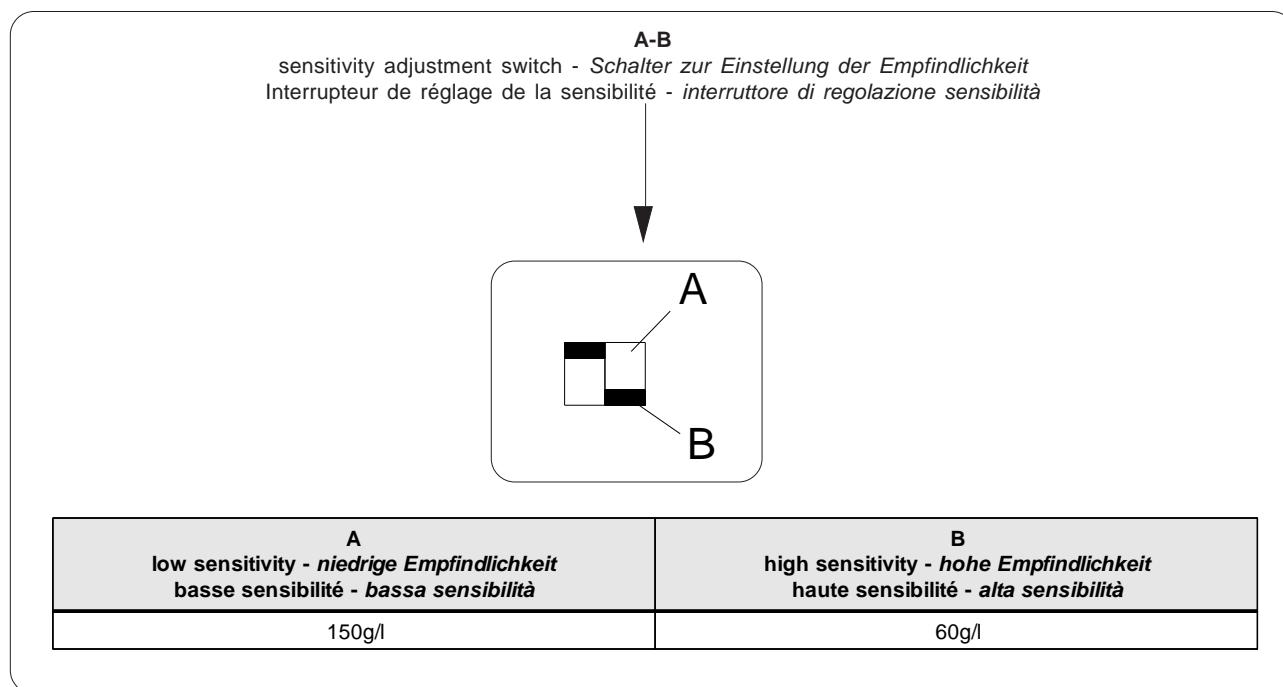 A-B
sensitivity adjustment switch - Schalter zur Einstellung der Empfindlichkeit
Interrupteur de réglage de la sensibilité - interruttore di regolazione sensibilità
A
B
A
low sensitivity - niedrige Empfindlichkeit
basse sensibilité - bassa sensibilità
B
high sensitivity - hohe Empfindlichkeit
haute sensibilité - alta sensibilità
150g/l
60g/l